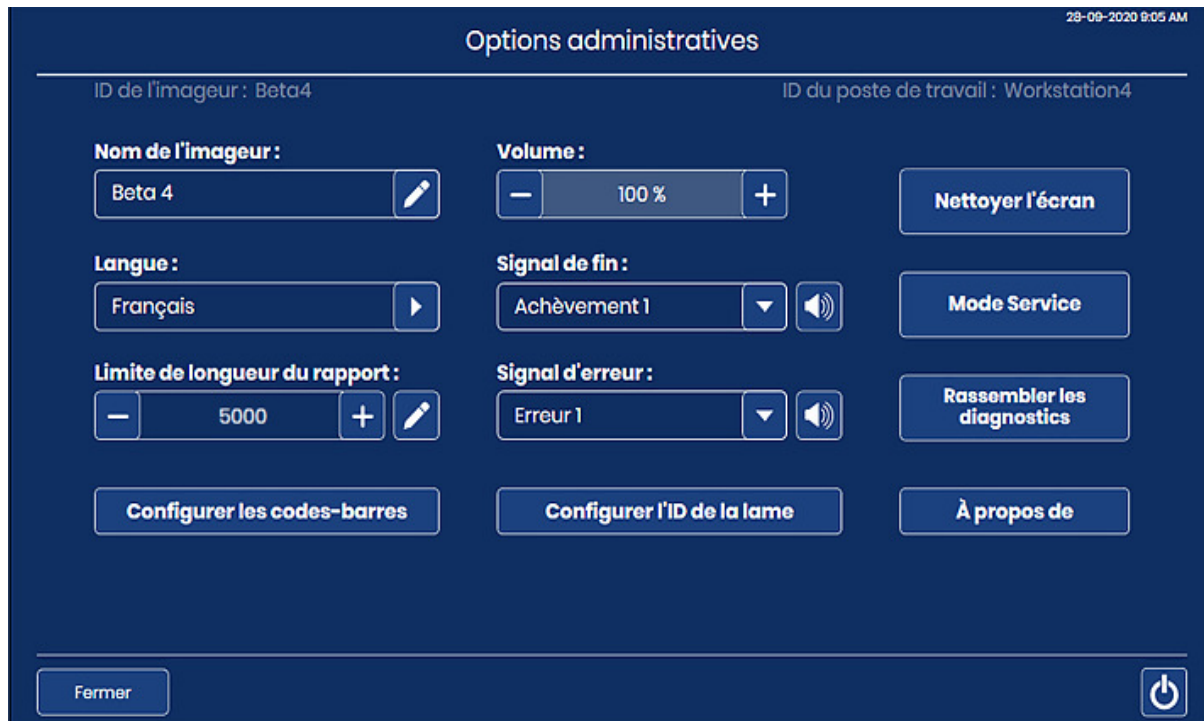 28-09-2020 9:05 AM
Options administratives
ID de l'imageur : Beta4
ID du poste de travail : Workstation4
Nom de l'imageur :
Volume :
Beta 4
100 %
Nettoyer l'écran
Langue :
Signal de fin :
Français
Achèvement 1
Mode Service
Limite de longueur du rapport :
Signal d'erreur :
5000
Erreur 1
Rassembler les
diagnostics
Configurer les codes-barres
Configurer l'ID de la lame
À propos de
Fermer